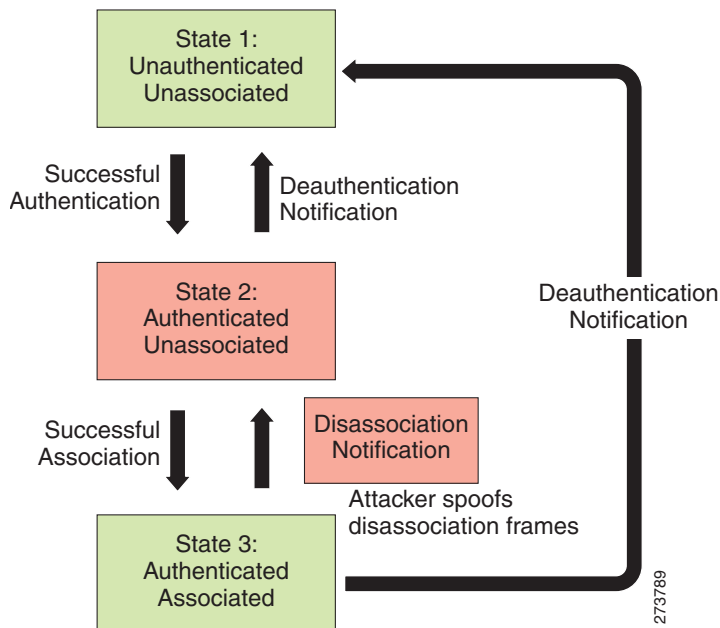 State 1:
Unauthenticated
Unassociated
Successful
Authentication
Deauthentication
Notification
State 2:
Authenticated
Unassociated
Deauthentication
Notification
Successful
Association
Disassociation
Notification
Attacker spoofs
disassociation frames
State 3:
Authenticated
Associated
273789